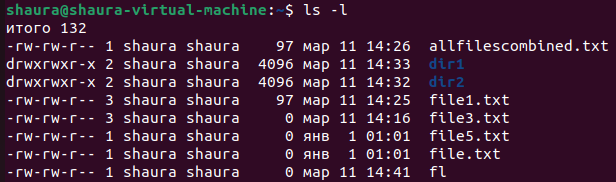 shaura@shaura-virtual-machine:~$ ls -l
итого 132
-rw-rw-r-- 1 shaura shaura 97 мар 11 14:26 allfilescombined.txt
drwxrwxr-x 2 shaura shaura 4096 мар 11 14:33 dir1
drwxrwxr-x 2 shaura shaura 4096 мар 11 14:32 dir2
-rw-rw-r-- 3 shaura shaura 97 мар 11 14:25 file1.txt
-rw-rw-r-- 3 shaura shaura 0 мар 11 14:16 file3.txt
-rw-rw-r-- 1 shaura shaura 0 янв 1 01:01 file5.txt
-rw-rw-r-- 1 shaura shaura 0 янв 1 01:01 file.txt
-rw-rw-r-- 1 shaura shaura 0 мар 11 14:41 fl